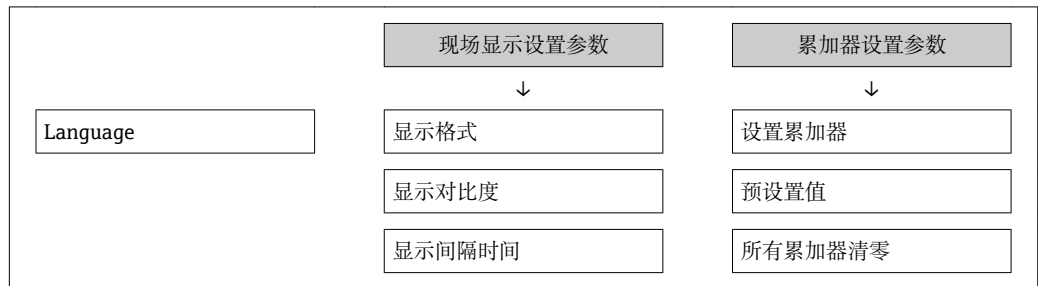 现场显示设置参数
累加器设置参数
↓
↓
Language
显示格式
设置累加器
显示对比度
预设置值
显示间隔时间
所有累加器清零